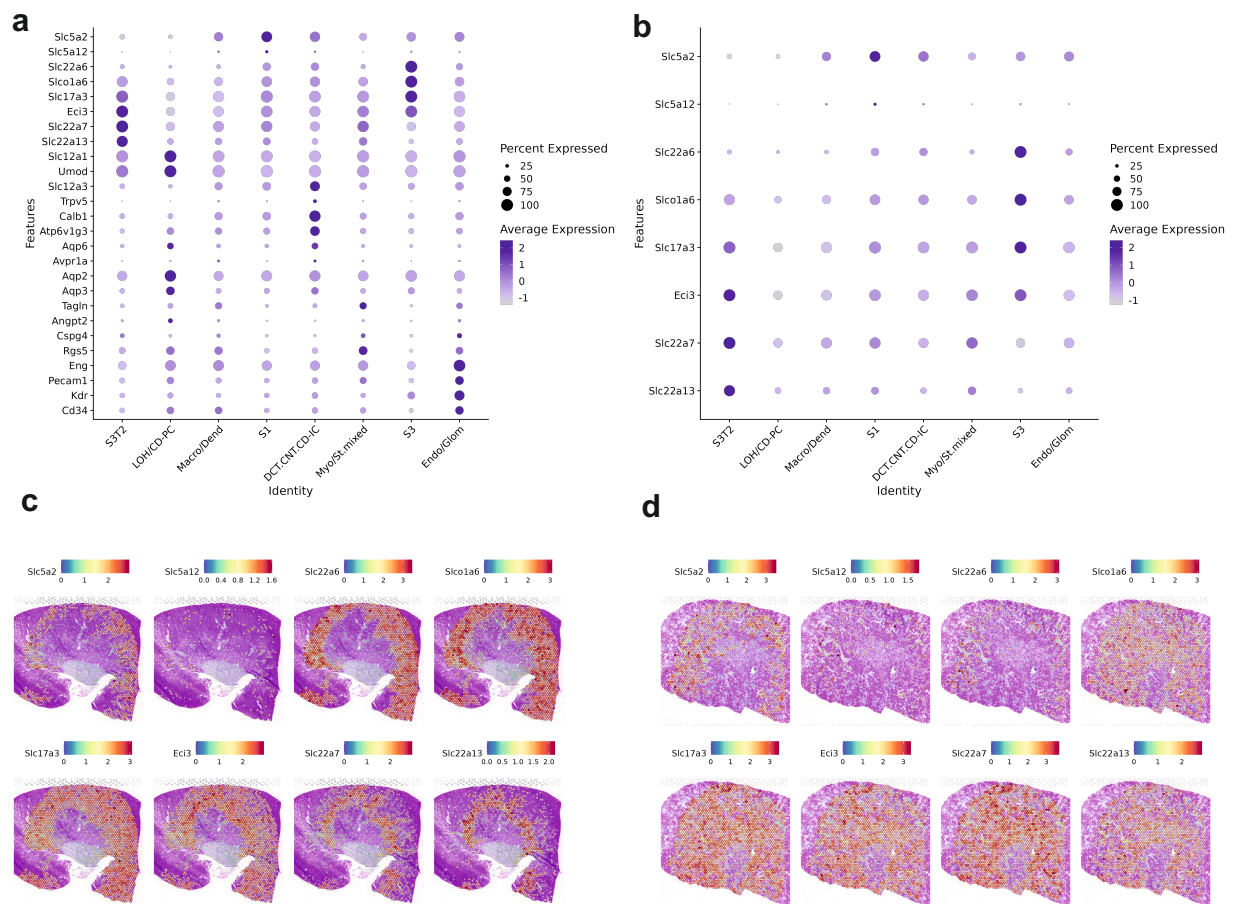 a
Slc5a2
Slc5a12
Slc22a6
Slco1a6
Slc17a3
Eci3
Slc22a7
Slc22a13
Slc12a1
Umod
Slc12a3
Trpv5
Calb1
Atp6v1g3
Aqp6
Avpr1a
Aqp2
Aqp3
Tagln
Angpt2
Cspg4
Rgs5
Eng
Pecam1
Kdr
Cd34
Features
S3T2
LOH/CD-PC
Macro/Dend
S1
DCT.CNT.CD-IC
Myo/St.mixed
S3
Endo/Glom
Identity
Percent Expressed
25
50
75
100
Average Expression
2
1
0
-1
b
Slc5a2
Slc5a12
Slc22a6
Slco1a6
Slc17a3
Eci3
Slc22a7
Slc22a13
Features
S3T2
LOH/CD-PC
Macro/Dend
S1
DCT.CNT.CD-IC
Myo/St.mixed
S3
Endo/Glom
Identity
Percent Expressed
25
50
75
100
Average Expression
2
1
0
-1
c
Slc5a2
0 1 2
Slc5a12
0.0 0.4 0.8 1.2 1.6
Slc22a6
0 1 2 3
Slco1a6
0 1 2 3
Slc17a3
0 1 2 3
Eci3
0 1 2
Slc22a7
0 1 2
Slc22a13
0.0 0.5 1.0 1.5 2.0
d
Slc5a2
0 1 2 3
Slc5a12
0.0 0.5 1.0 1.5
Slc22a6
0 1 2 3
Slco1a6
0 1 2 3
Slc17a3
0 1 2 3
Eci3
0 1 2 3
Slc22a7
0 1 2 3
Slc22a13
0 1 2